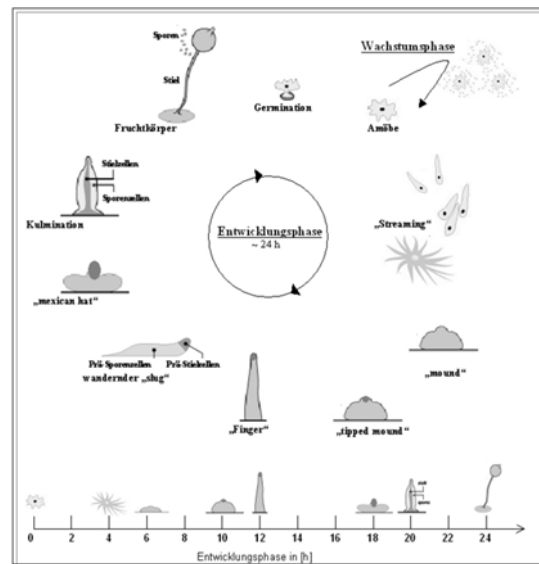 Sporen
Stiel
Fruchtkörper
Germination
Wachstumsphase
Amöbe
Stielzellen
Sporenzellen
Kulmination
Entwicklungsphase
~ 24 h
„Streaming“
„mexican hat“
Prä-Sporenzellen Prä-Stielzellen
wandernder „slug“
„Finger“
„tipped mound“
„mound“
0 2 4 6 8 10 12 14 16 18 20 22 24
Entwicklungsphase in [h]